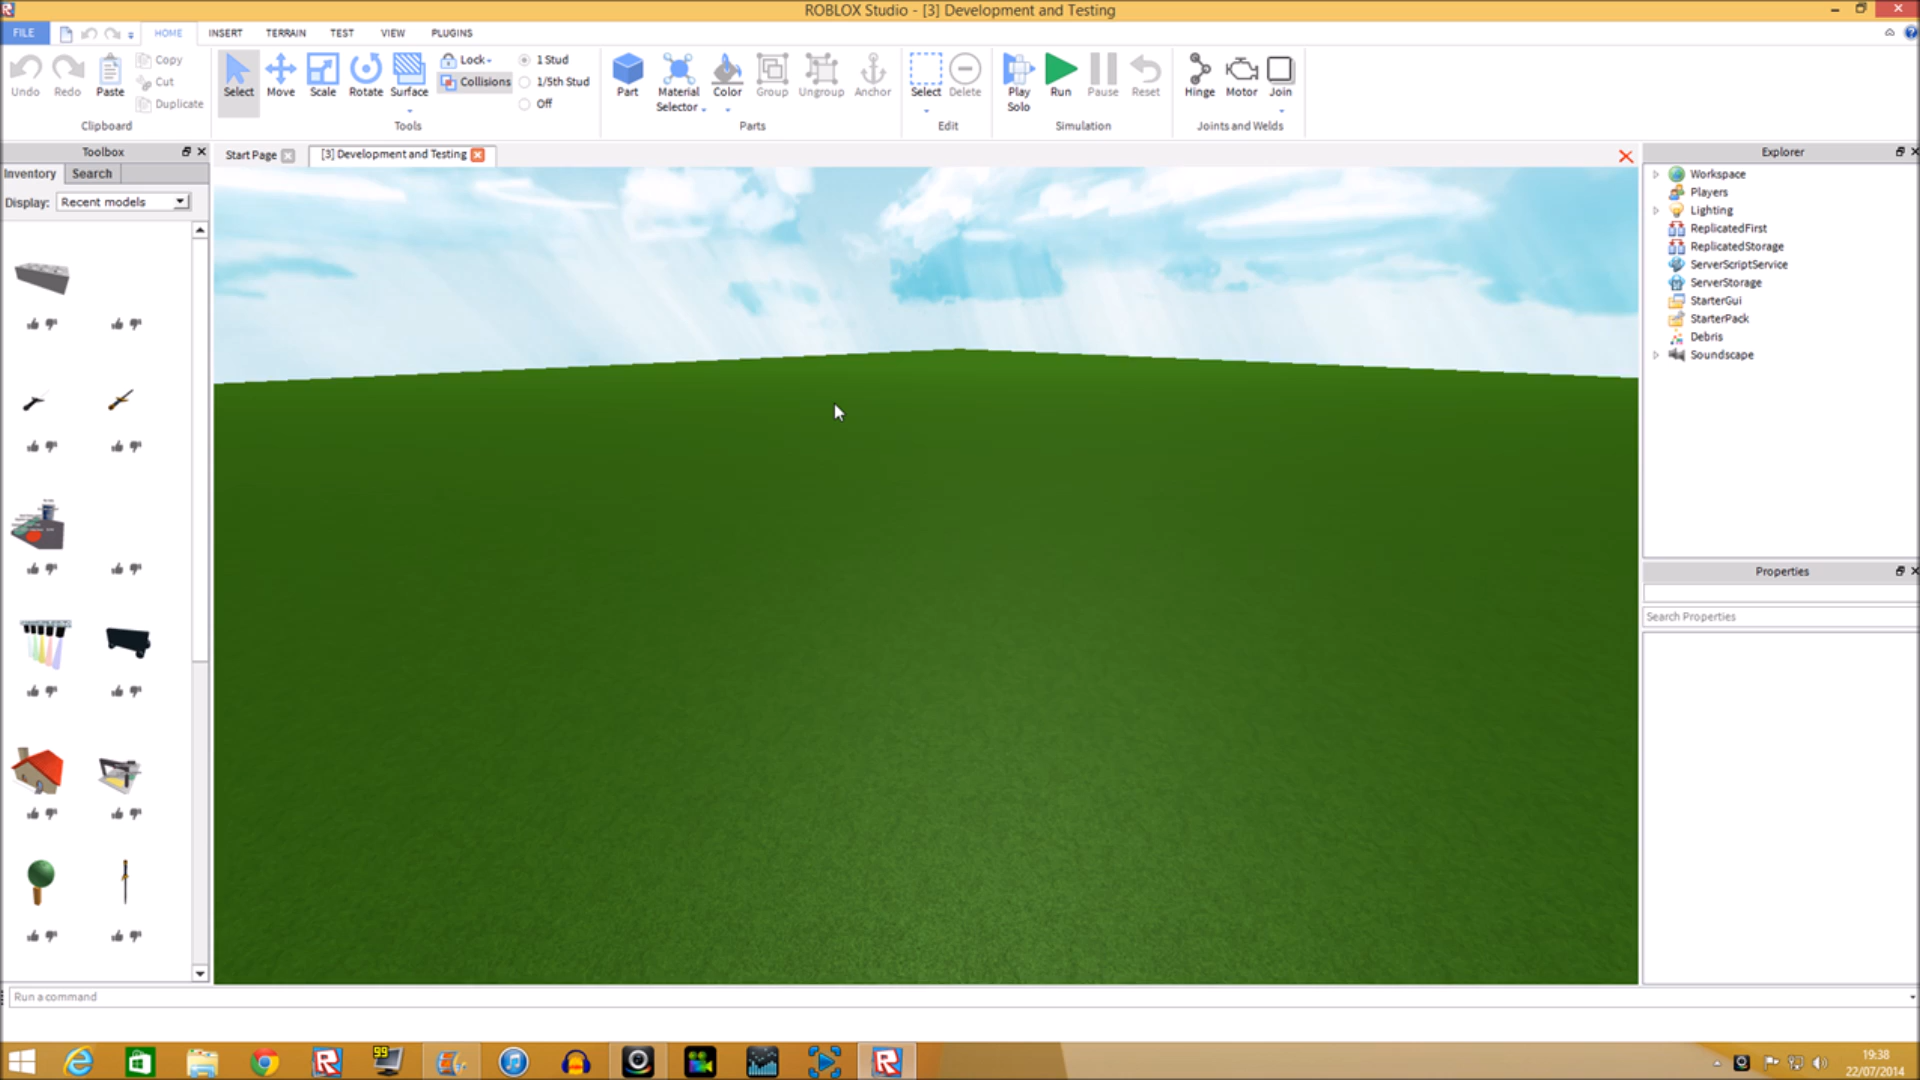 ROBLOX Studio - [3] Development and Testing
FILE
HOME
INSERT
TERRAIN
TEST
VIEW
PLUGINS
Undo
Redo
Paste
Copy
Cut
Duplicate
Clipboard
Select
Move
Scale
Rotate
Surface
Lock
Collisions
1 Stud
1/5th Stud
Off
Tools
Part
Material
Selector
Color
Group
Ungroup
Anchor
Parts
Select
Delete
Edit
Play
Solo
Run
Pause
Reset
Simulation
Hinge
Motor
Join
Joints and Welds
Toolbox
Inventory
Search
Display:
Recent models
Start Page
[3] Development and Testing
Explorer
Workspace
Players
Lighting
ReplicatedFirst
ReplicatedStorage
ServerScriptService
ServerStorage
StarterGui
StarterPack
Debris
Soundscape
Properties
Search Properties
Run a command
99
19:38
22/07/2014